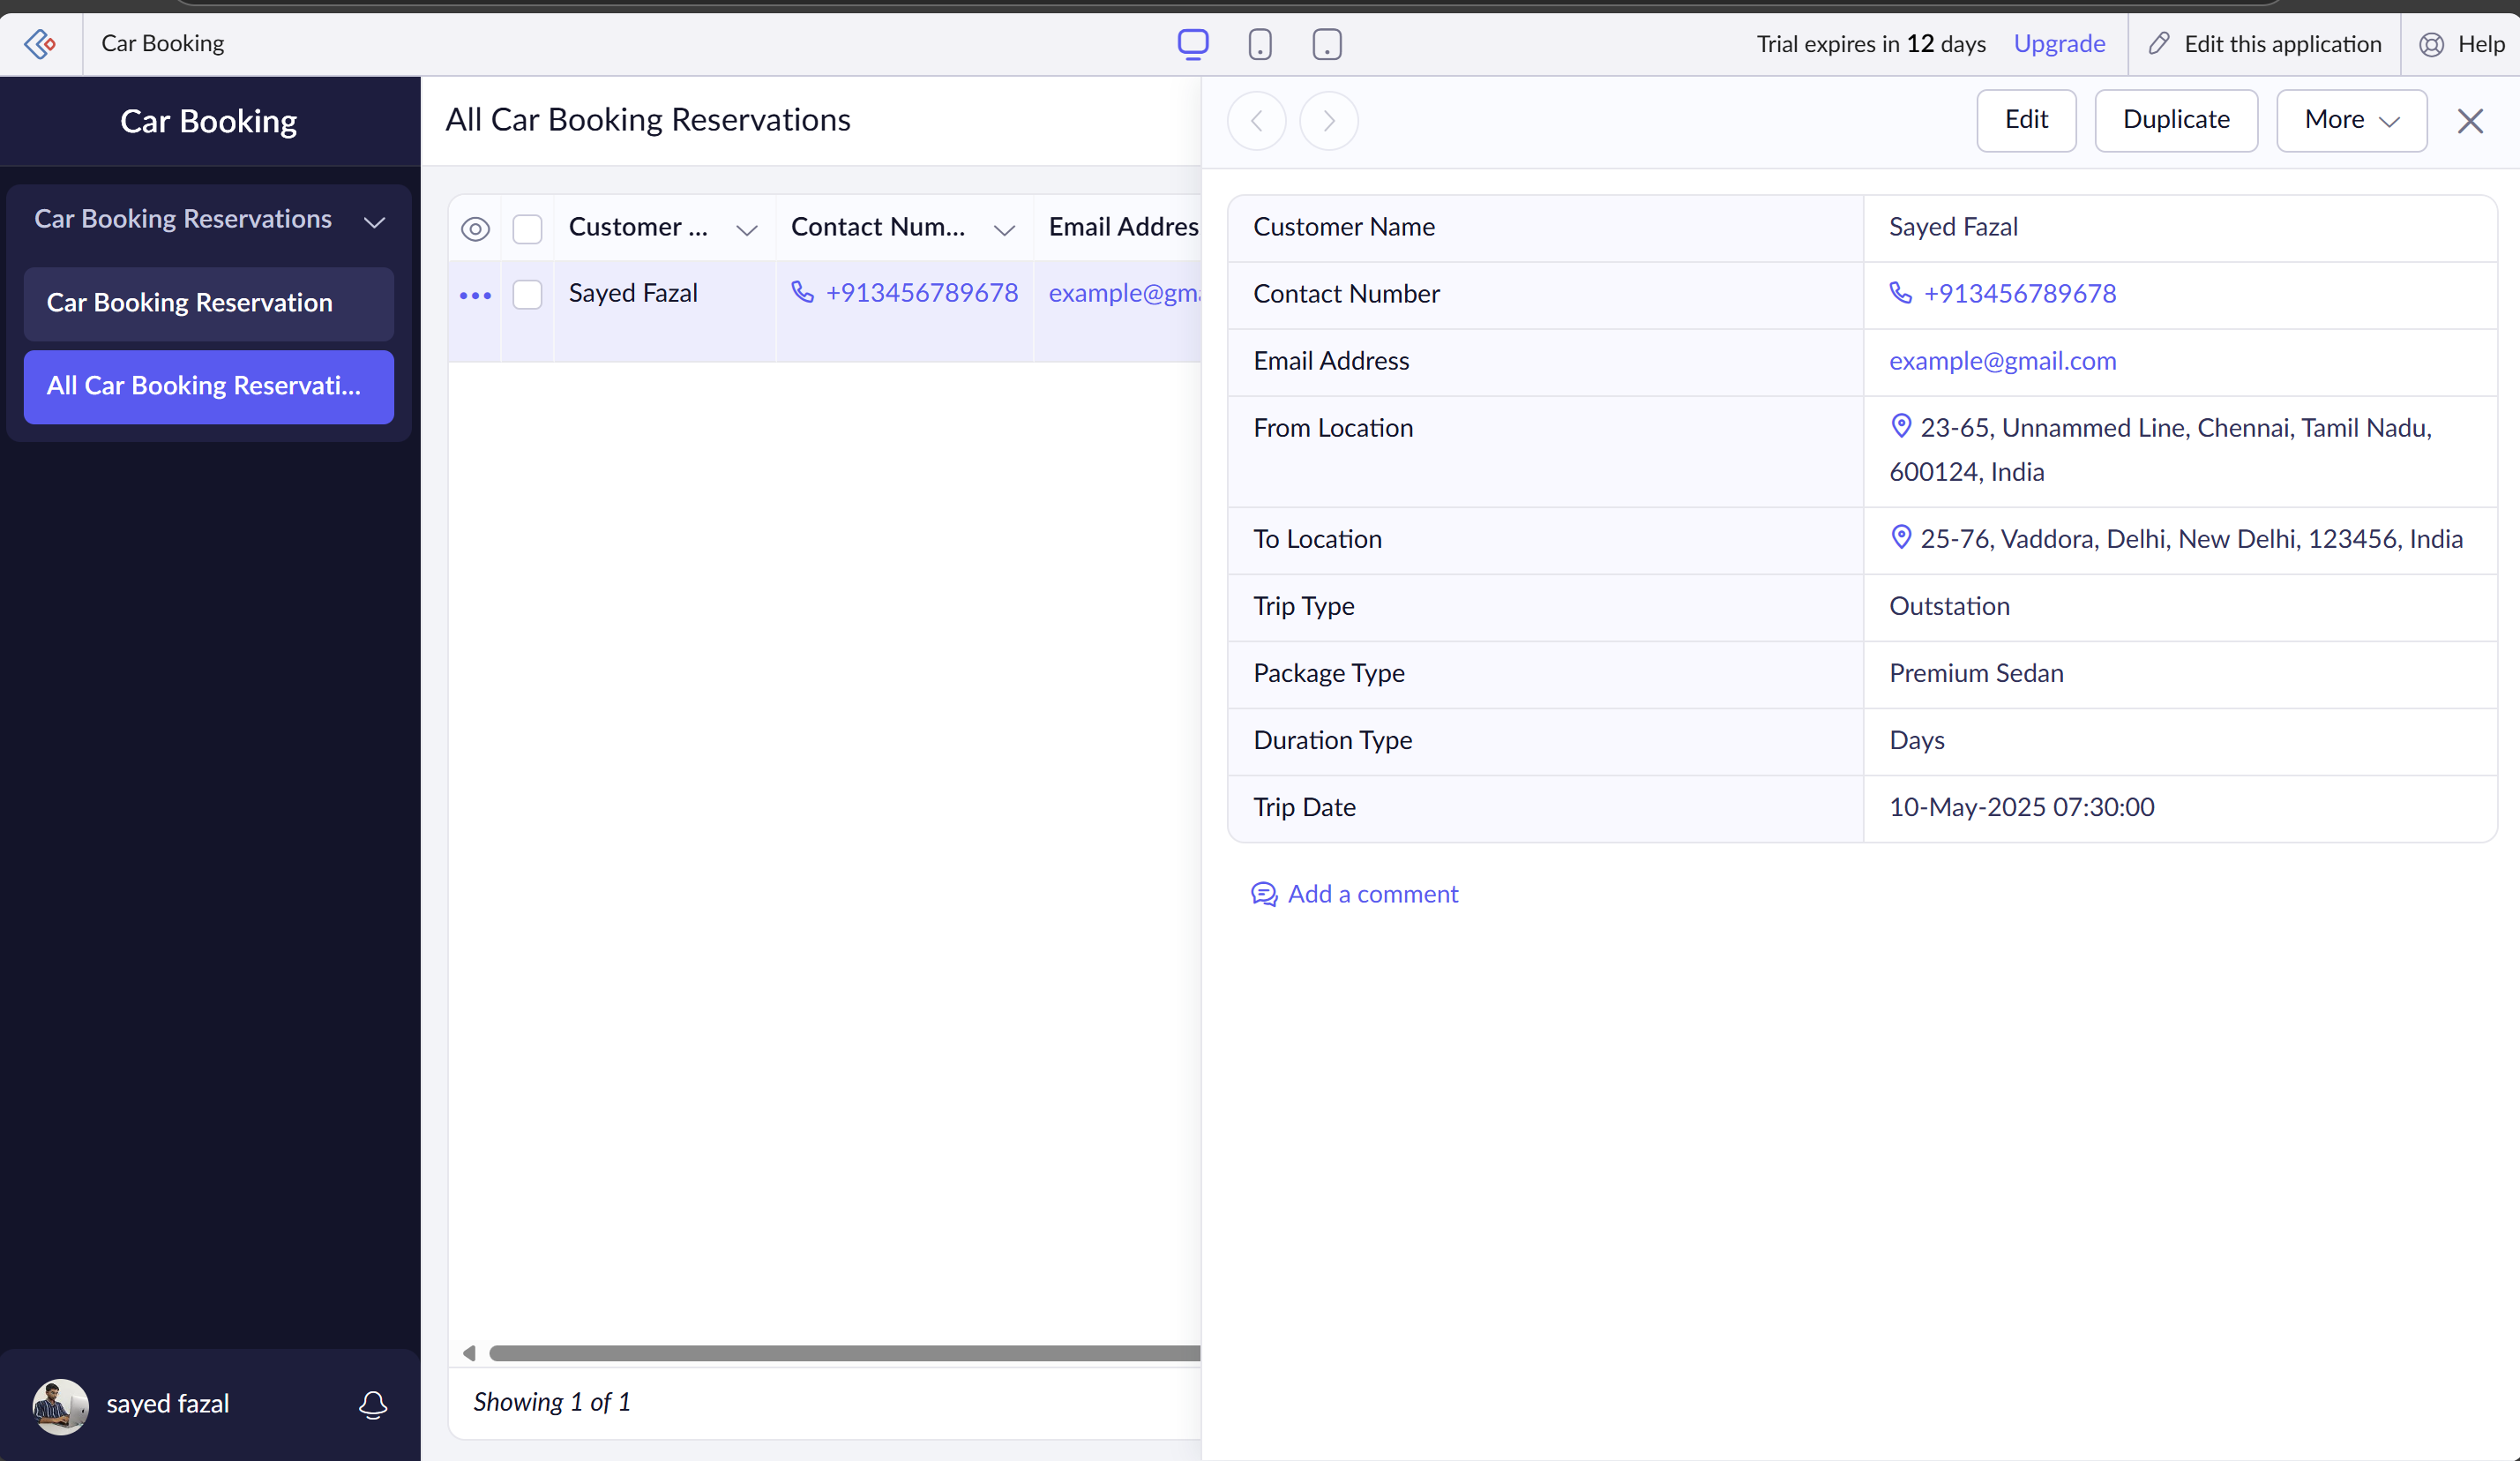 Car Booking
Trial expires in 12 days Upgrade Edit this application Help
Car Booking
Car Booking Reservations
Car Booking Reservation
All Car Booking Reservati...
sayed fazal
All Car Booking Reservations
Customer ... Contact Num... Email Addres
Sayed Fazal +913456789678 example@gma
Showing 1 of 1
Edit Duplicate More
Customer Name Sayed Fazal
Contact Number +913456789678
Email Address example@gmail.com
From Location 23-65, Unnammed Line, Chennai, Tamil Nadu,
600124, India
To Location 25-76, Vaddora, Delhi, New Delhi, 123456, India
Trip Type Outstation
Package Type Premium Sedan
Duration Type Days
Trip Date 10-May-2025 07:30:00
Add a comment